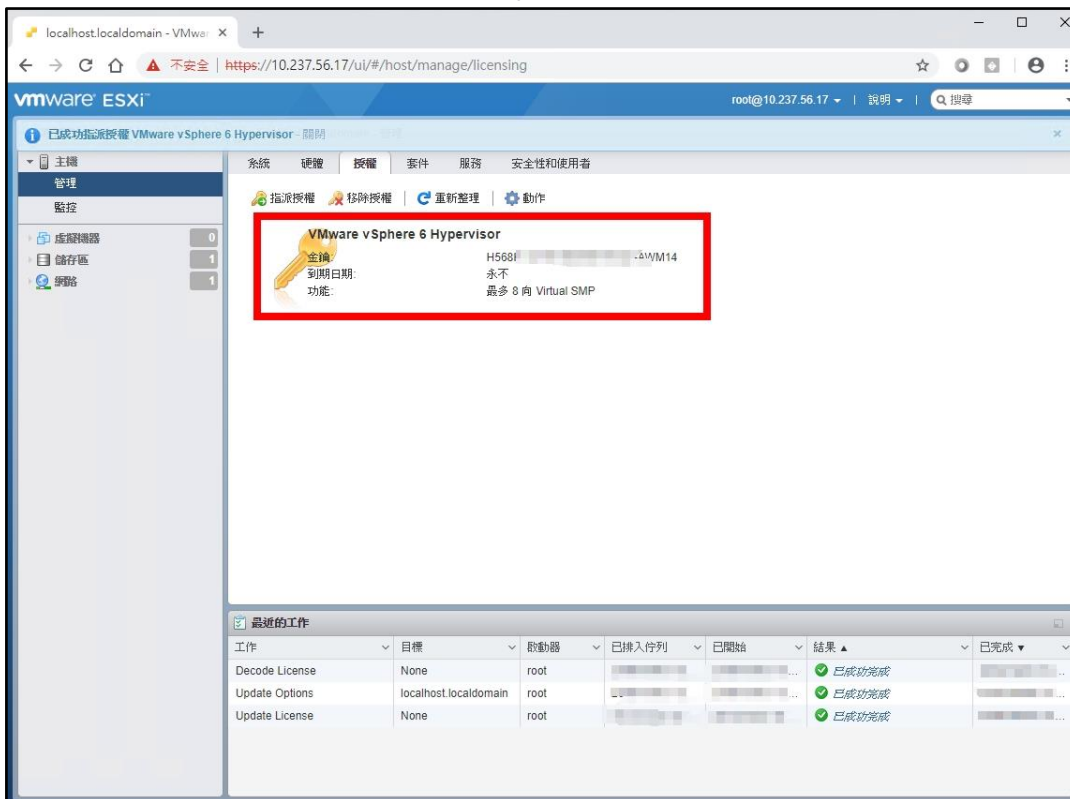 localhost.localdomain - VMwar
不安全 | https://10.237.56.17/ui/#/host/manage/licensing
vmware ESXi™
root@10.237.56.17 | 說明 | 搜尋
已成功指派授權 VMware vSphere 6 Hypervisor - 關閉
主機
管理
監控
虛擬機器 0
儲存區 1
網路 1
系統 硬體 授權 套件 服務 安全性和使用者
指派授權 移除授權 | 重新整理 | 動作
VMware vSphere 6 Hypervisor
金鑰: H568 WM14
到期日期: 永不
功能: 最多 8 向 Virtual SMP
最近的工作
工作 目標 啟動器 已排入佇列 已開始 結果 ▲ 已完成 ▼
Decode License None root 已成功完成
Update Options localhost.localdomain root 已成功完成
Update License None root 已成功完成